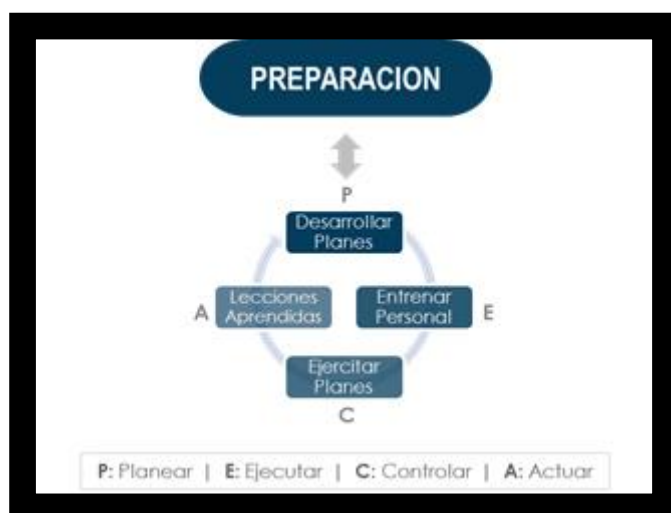 PREPARACION
P
Desarrollar
Planes
A
Lecciones
Aprendidas
Entrenar
Personal
E
Ejercitar
Planes
C
P: Planear | E: Ejecutar | C: Controlar | A: Actuar